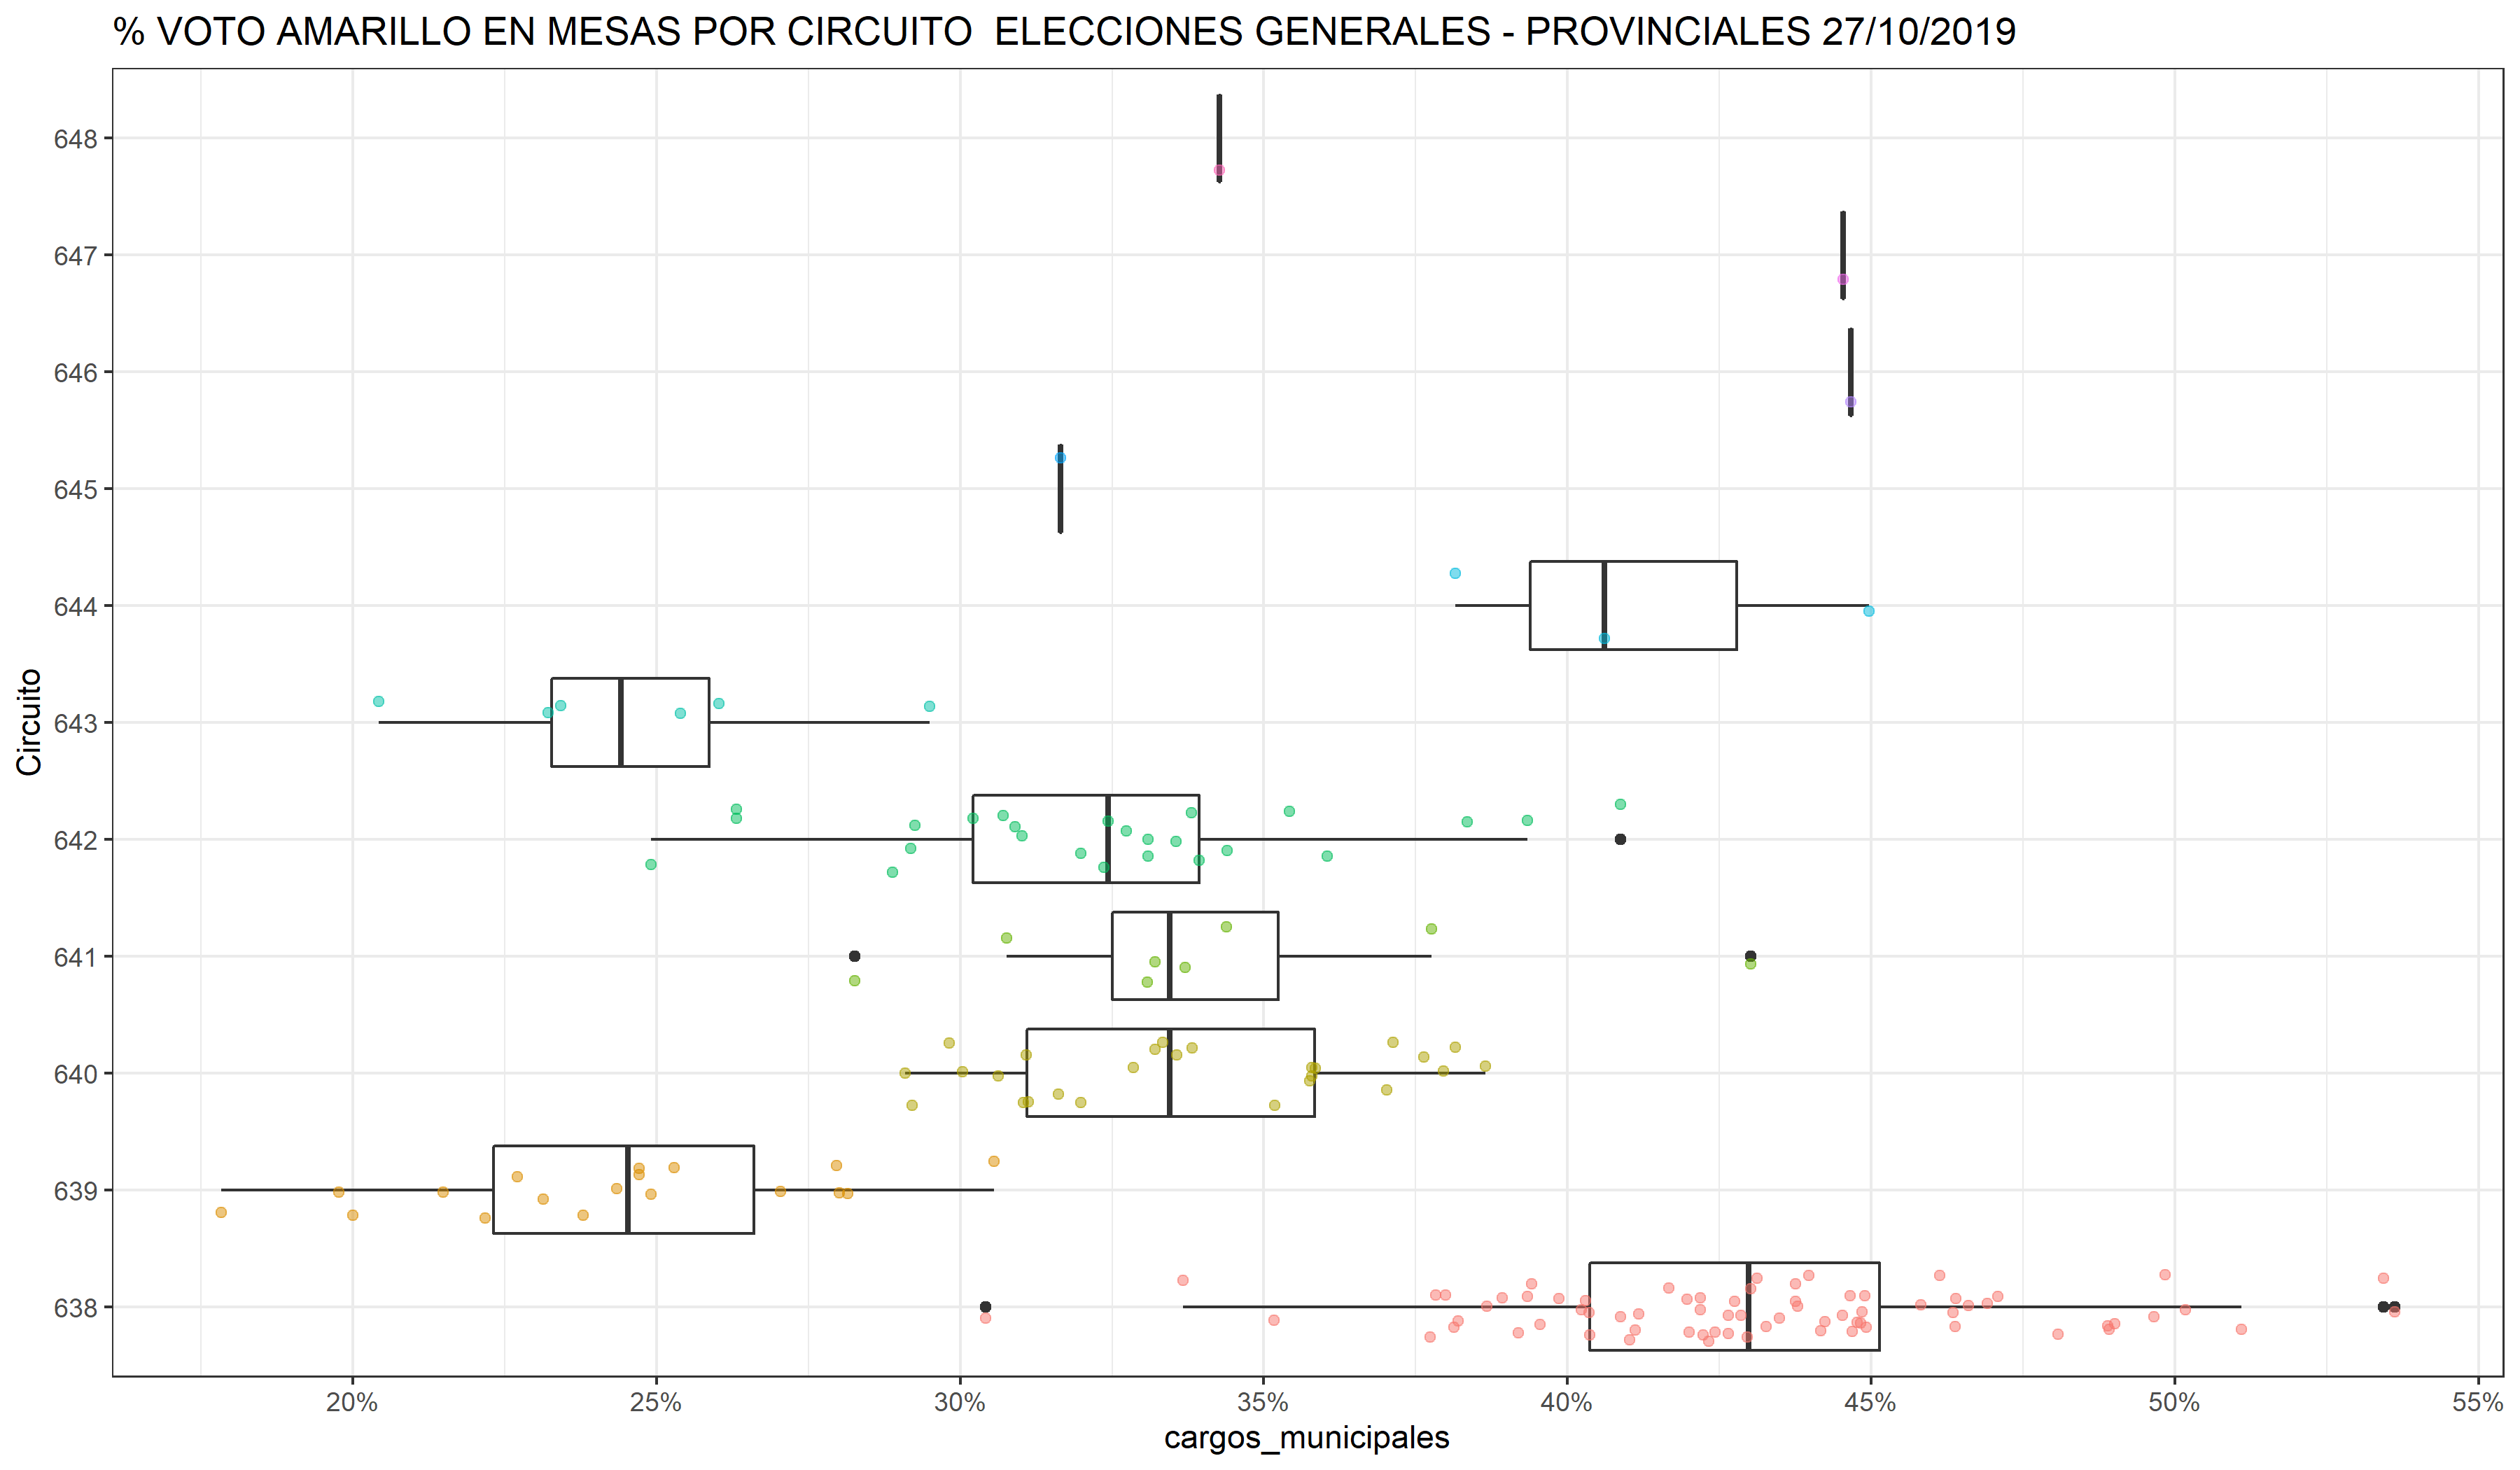 % VOTO AMARILLO EN MESAS POR CIRCUITO  ELECCIONES GENERALES - PROVINCIALES 27/10/2019
648
647
646
645
644
643
642
641
640
639
638
Circuito
20% 25% 30% 35% 40% 45% 50% 55%
cargos_municipales